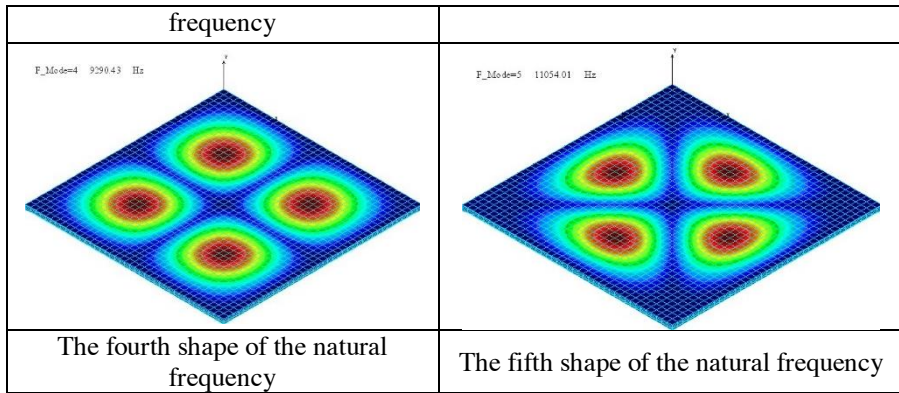 frequency
F_Mode=4 9290.43 Hz
F_Mode=5 11054.01 Hz
The fourth shape of the natural
frequency
The fifth shape of the natural frequency